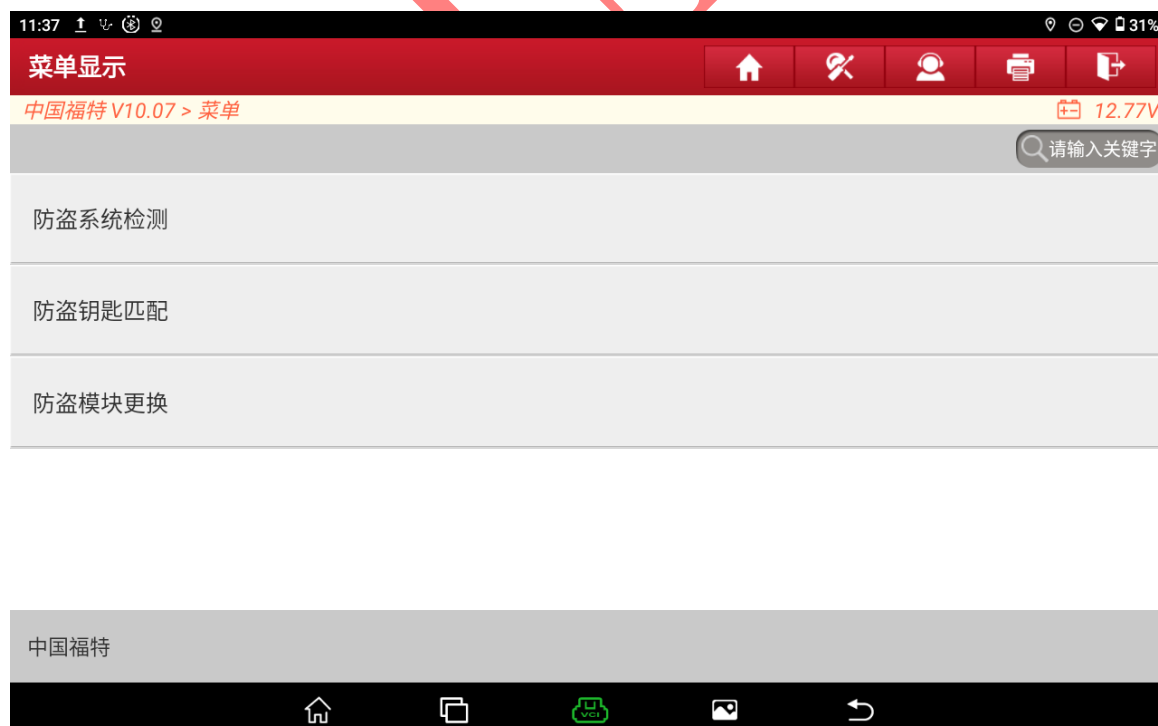 11:37
31%
菜单显示
中国福特 V10.07 > 菜单
12.77V
请输入关键字
防盗系统检测
防盗钥匙匹配
防盗模块更换
中国福特
VCI